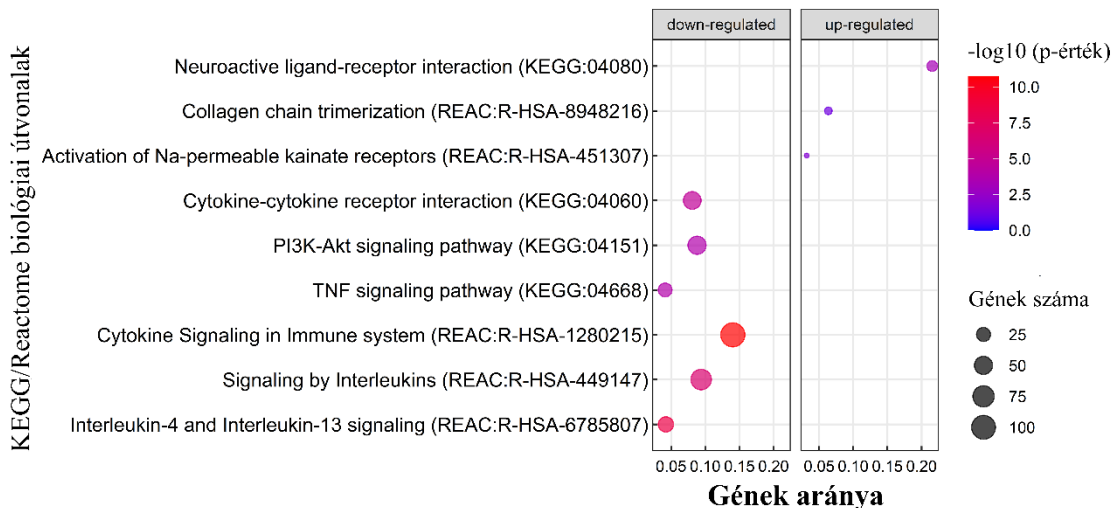 down-regulated
up-regulated
KEGG/Reactome biológiai útvonalak
Neuroactive ligand-receptor interaction (KEGG:04080)
Collagen chain trimerization (REAC:R-HSA-8948216)
Activation of Na-permeable kainate receptors (REAC:R-HSA-451307)
Cytokine-cytokine receptor interaction (KEGG:04060)
PI3K-Akt signaling pathway (KEGG:04151)
TNF signaling pathway (KEGG:04668)
Cytokine Signaling in Immune system (REAC:R-HSA-1280215)
Signaling by Interleukins (REAC:R-HSA-449147)
Interleukin-4 and Interleukin-13 signaling (REAC:R-HSA-6785807)
0.05 0.10 0.15 0.20
0.05 0.10 0.15 0.20
Gének aránya
-log10 (p-érték)
10.0
7.5
5.0
2.5
0.0
Gének száma
25
50
75
100